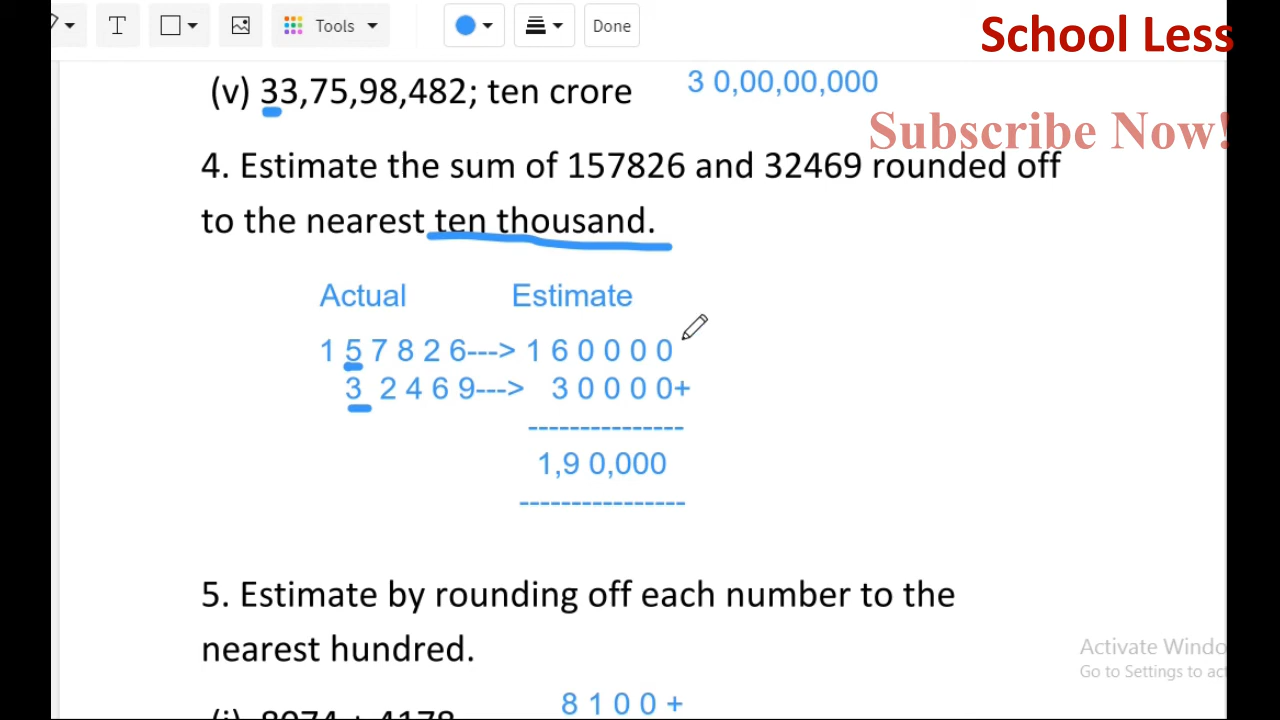 Tools Done
School Less
(v) 33,75,98,482; ten crore 3 0,00,00,000
Subscribe Now!
4. Estimate the sum of 157826 and 32469 rounded off
to the nearest ten thousand.
Actual Estimate
1 5 7 8 2 6---> 1 6 0 0 0 0
3 2 4 6 9---> 3 0 0 0 0+
---------------
1,9 0,000
----------------
5. Estimate by rounding off each number to the
nearest hundred.
Activate Windo
Go to Settings to act
(i) 8074 + 4178 8 1 0 0 +